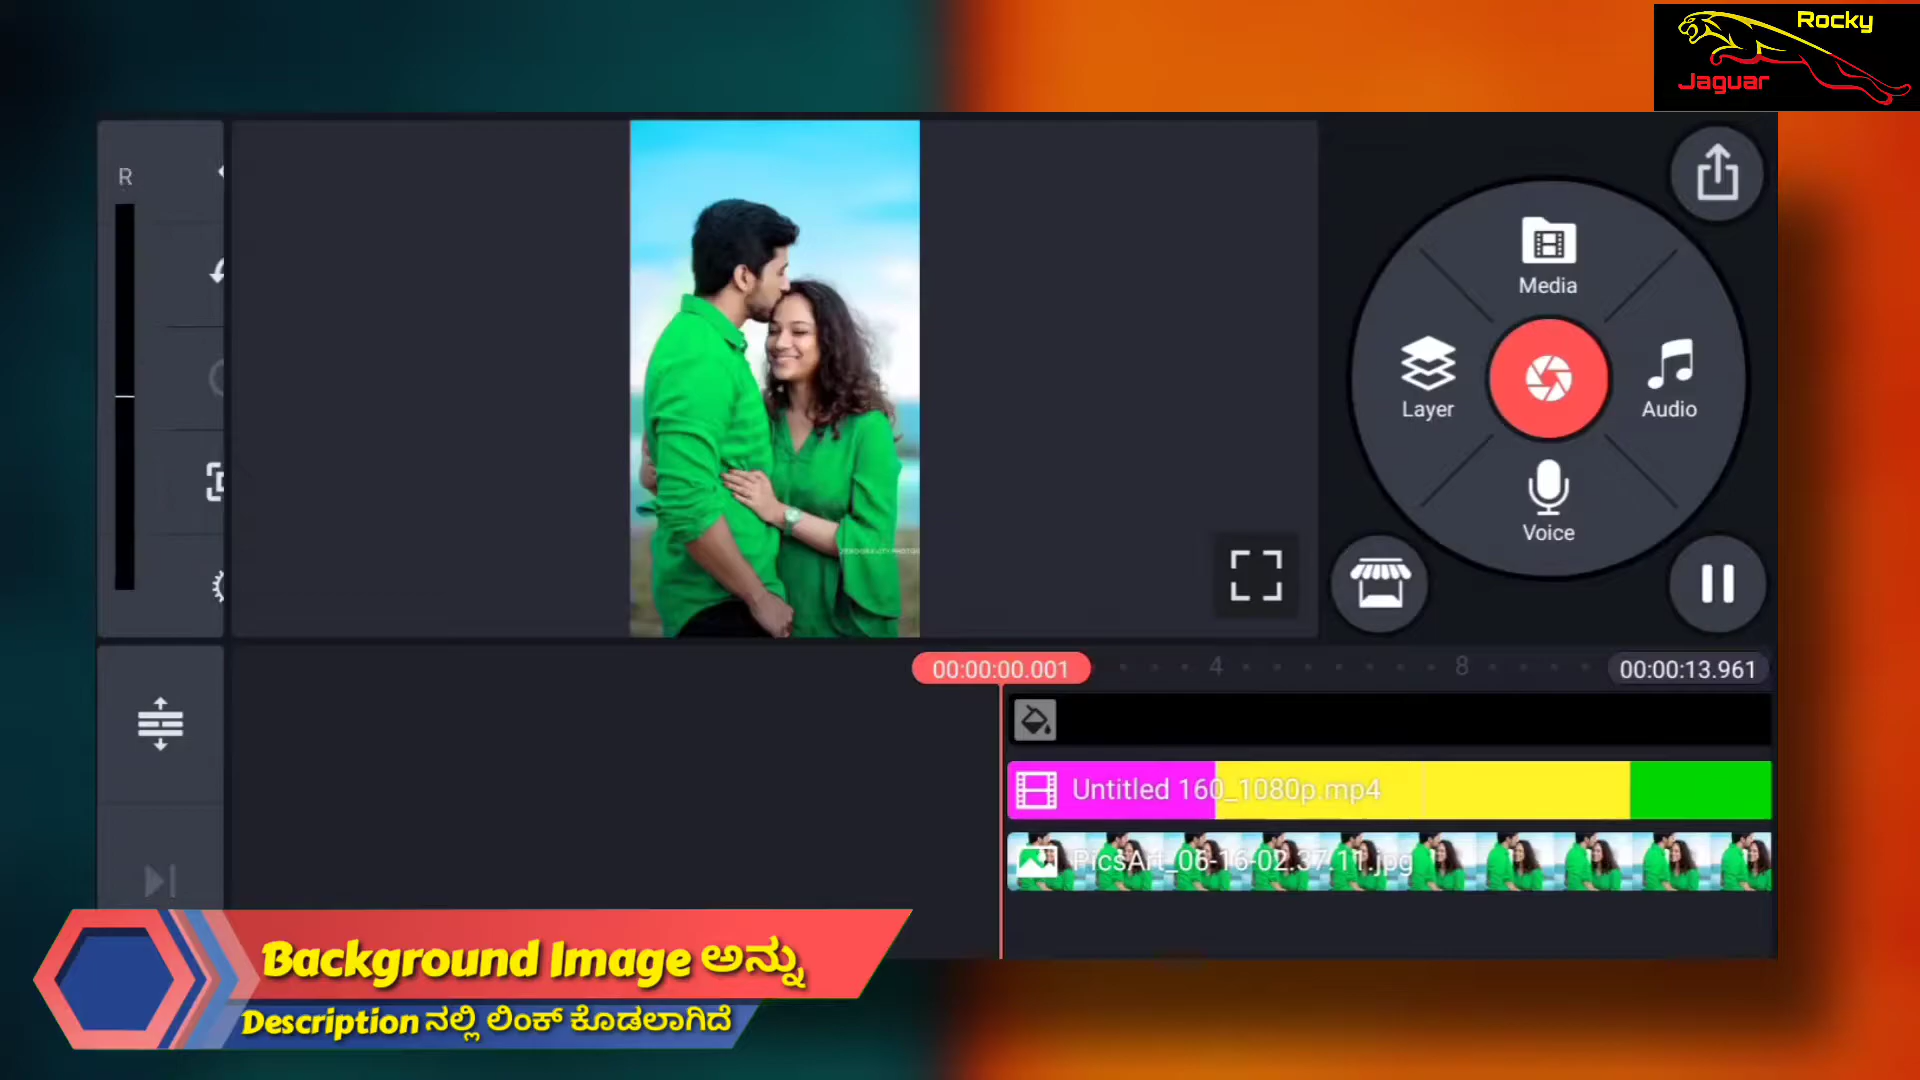 Rocky
Jaguar
R
Media
Layer
Audio
Voice
00:00:00.001
4
8
00:00:13.961
Untitled 160_1080p.mp4
PicsArt_06-16-02.37.11.jpg
Background Image ಅನ್ನು
Description ನಲ್ಲಿ ಲಿಂಕ್ ಕೊಡಲಾಗಿದೆ